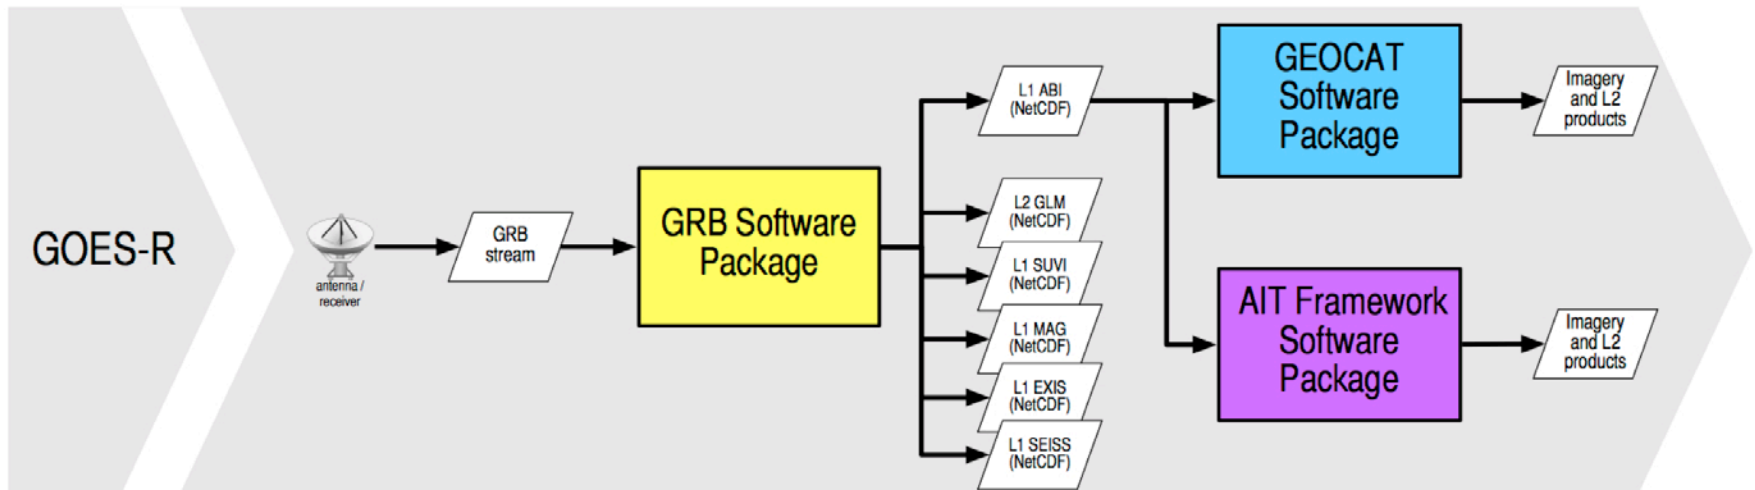 GOES-R
antenna /
receiver
GRB
stream
GRB Software
Package
L1 ABI
(NetCDF)
L2 GLM
(NetCDF)
L1 SUVI
(NetCDF)
L1 MAG
(NetCDF)
L1 EXIS
(NetCDF)
L1 SEISS
(NetCDF)
GEOCAT
Software
Package
Imagery
and L2
products
AIT Framework
Software
Package
Imagery
and L2
products